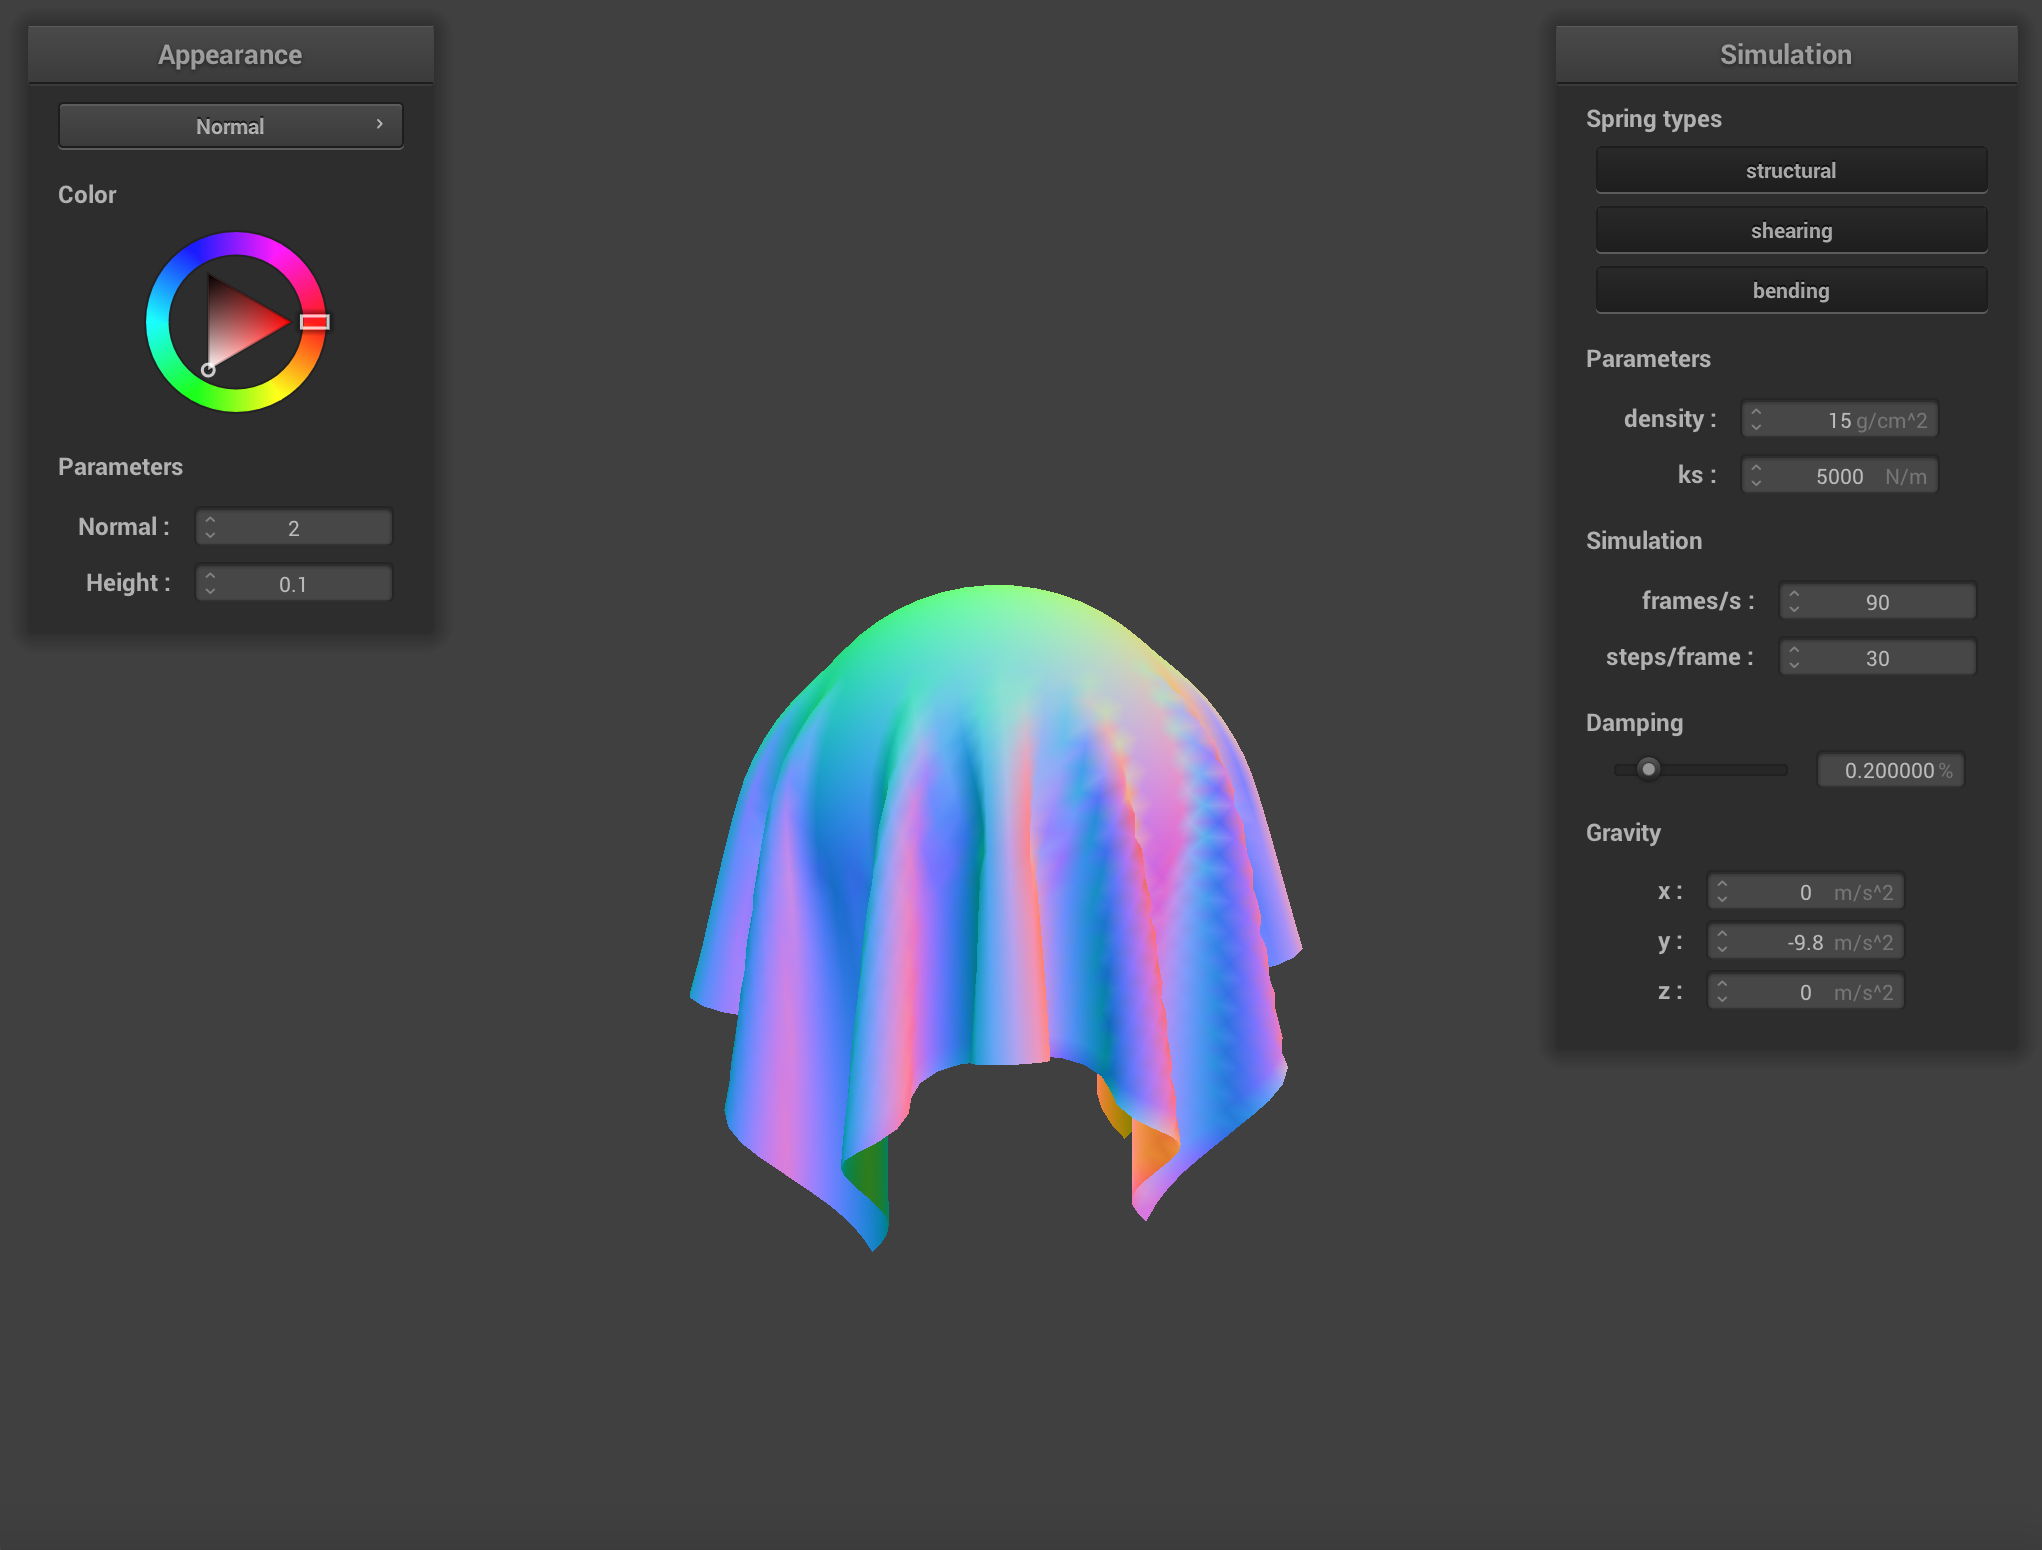 Appearance
Normal
Color
Parameters
Normal : 2
Height : 0.1
Simulation
Spring types
structural
shearing
bending
Parameters
density : 15 g/cm^2
ks : 5000 N/m
Simulation
frames/s : 90
steps/frame : 30
Damping
0.200000 %
Gravity
x : 0 m/s^2
y : -9.8 m/s^2
z : 0 m/s^2